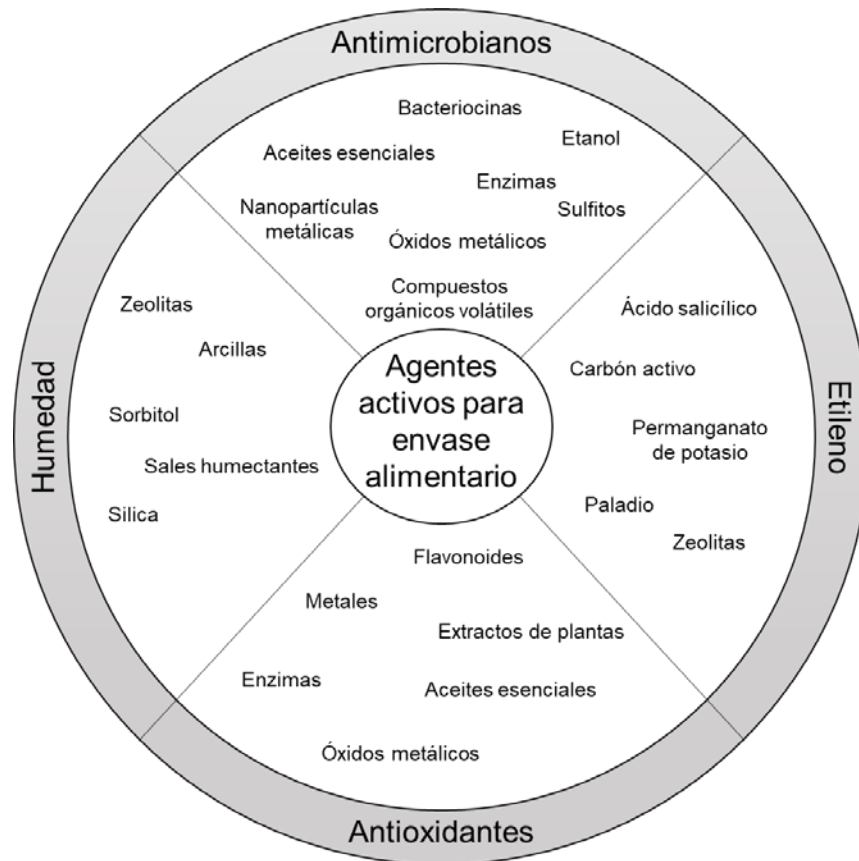 Antimicrobianos
Bacteriocinas
Etanol
Aceites esenciales
Enzimas
Nanopartículas
metálicas
Sulfitos
Óxidos metálicos
Compuestos
orgánicos volátiles
Zeolitas
Arcillas
Sorbitol
Sales humectantes
Silica
Humedad
Agentes
activos para
envase
alimentario
Ácido salicílico
Carbón activo
Permanganato
de potasio
Paladio
Zeolitas
Etileno
Flavonoides
Metales
Extractos de plantas
Enzimas
Aceites esenciales
Óxidos metálicos
Antioxidantes